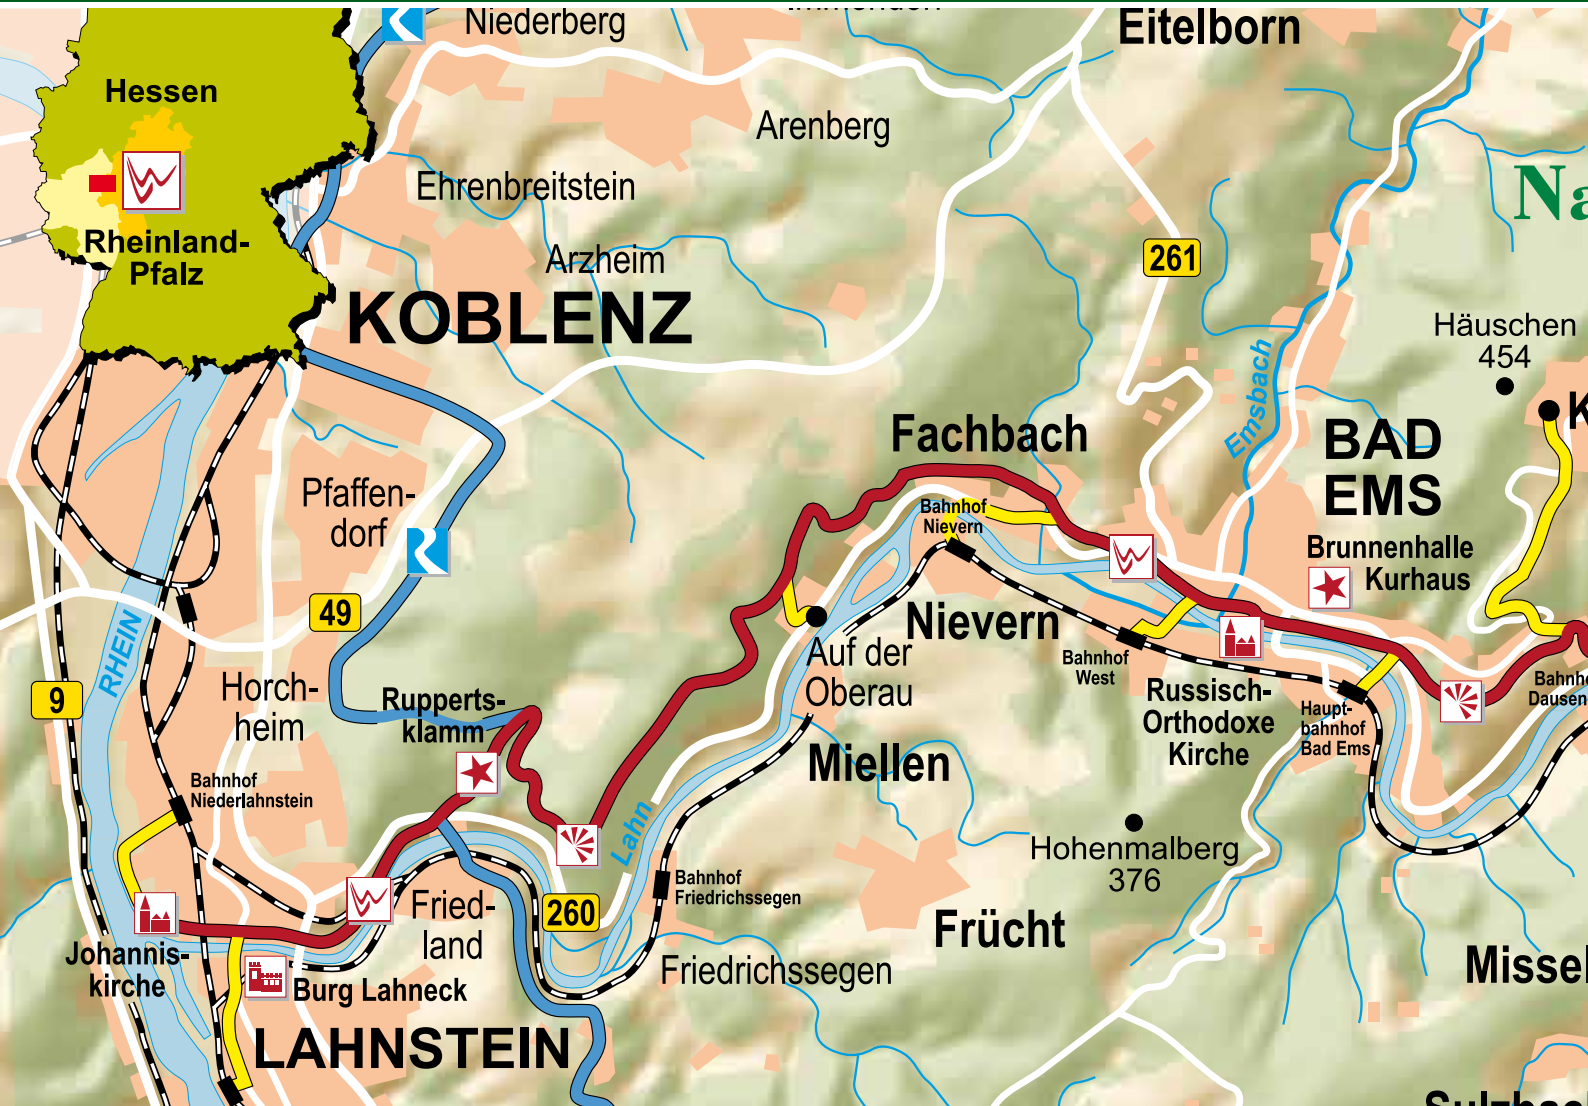 Niederberg
Eitelborn
Hessen
Arenberg
Ehrenbreitstein
Rheinland-
Pfalz
Arzheim
261
KOBLENZ
Häuschen
454
Emsbach
Fachbach
BAD
EMS
Pfaffen-
dorf
Bahnhof
Nievern
Brunnenhalle
Kurhaus
49
RHEIN
Nievern
Auf der
Oberau
Bahnhof
West
9
Horch-
heim
Rupperts-
klamm
Russisch-
Orthodoxe
Kirche
Haupt-
bahnhof
Bad Ems
Miellen
Bahnhof
Niederlahnstein
Lahn
Hohenmalberg
376
Bahnhof
Friedrichssegen
260
Fried-
land
Frücht
Johannis-
kirche
Friedrichssegen
Burg Lahneck
LAHNSTEIN